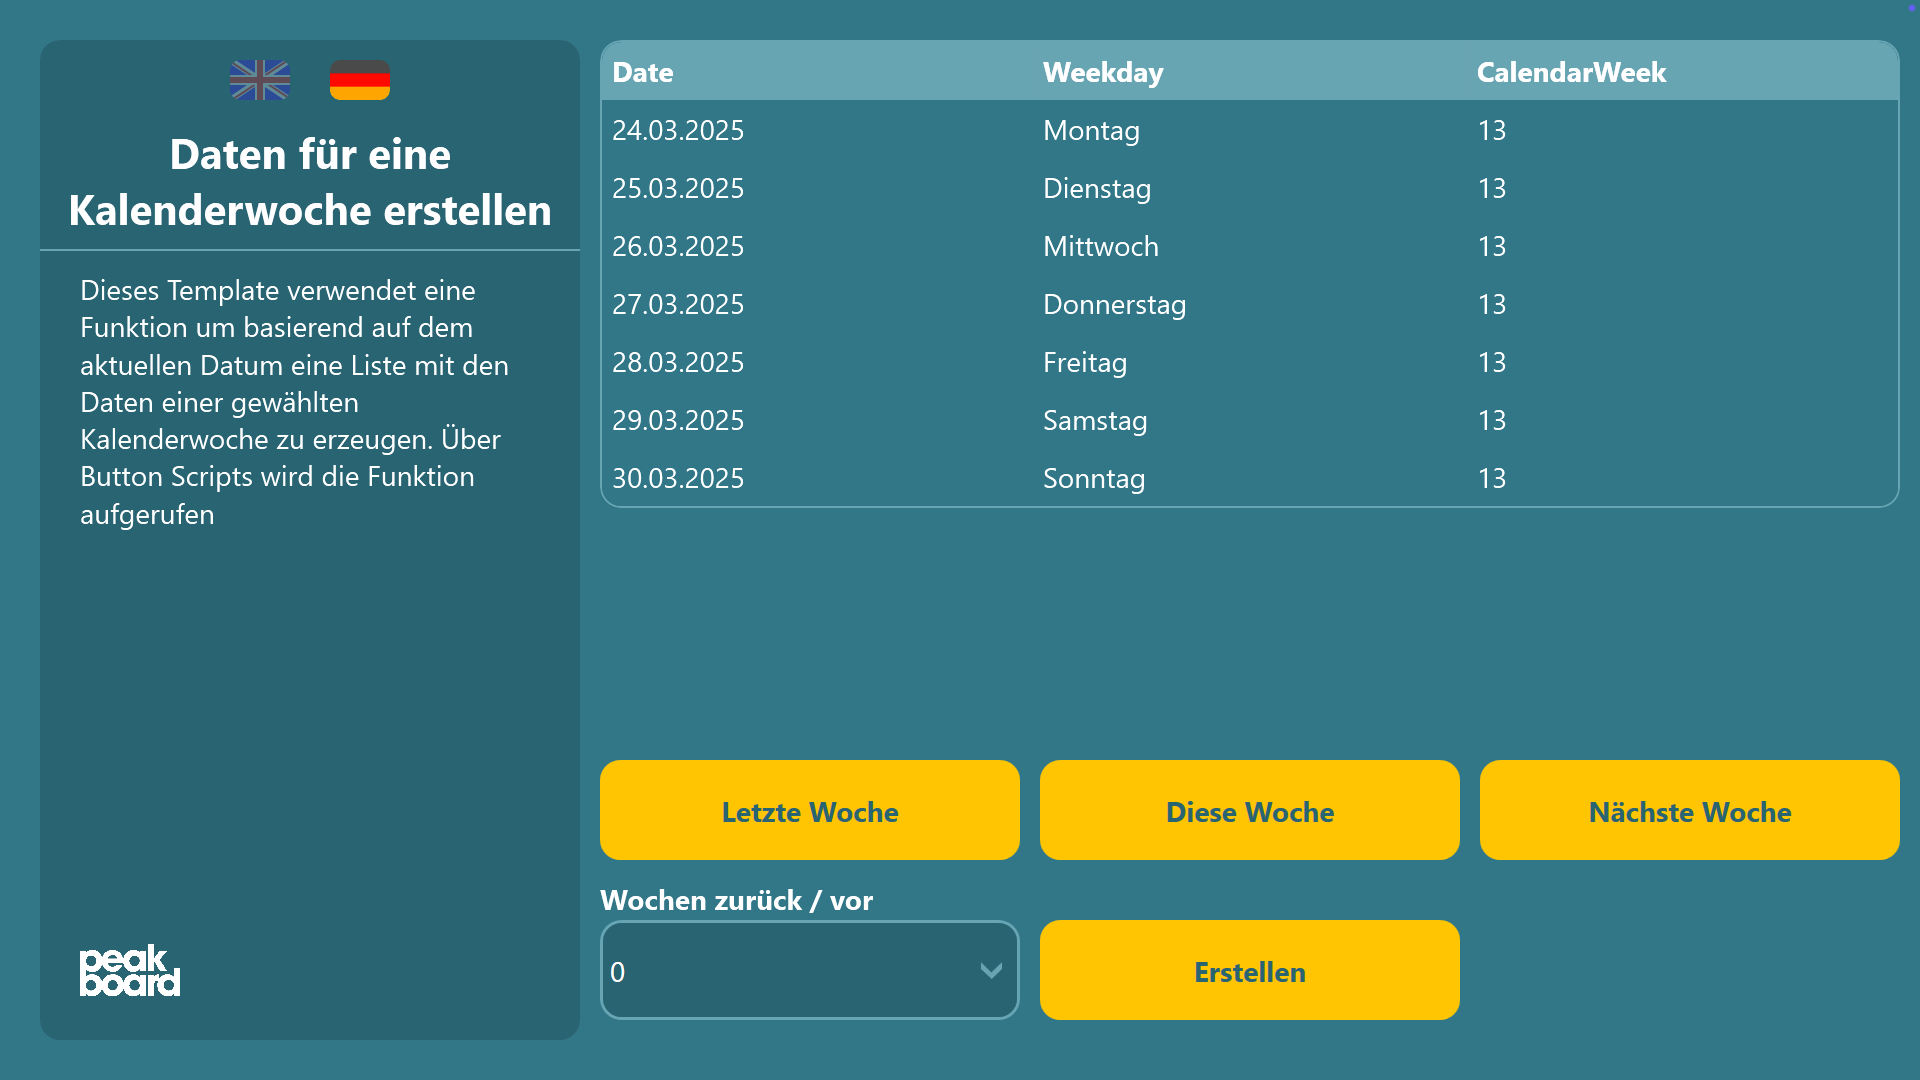 Daten für eine
Kalenderwoche erstellen
Dieses Template verwendet eine
Funktion um basierend auf dem
aktuellen Datum eine Liste mit den
Daten einer gewählten
Kalenderwoche zu erzeugen. Über
Button Scripts wird die Funktion
aufgerufen
peak
board
Date Weekday CalendarWeek
24.03.2025 Montag 13
25.03.2025 Dienstag 13
26.03.2025 Mittwoch 13
27.03.2025 Donnerstag 13
28.03.2025 Freitag 13
29.03.2025 Samstag 13
30.03.2025 Sonntag 13
Letzte Woche Diese Woche Nächste Woche
Wochen zurück / vor
0 Erstellen